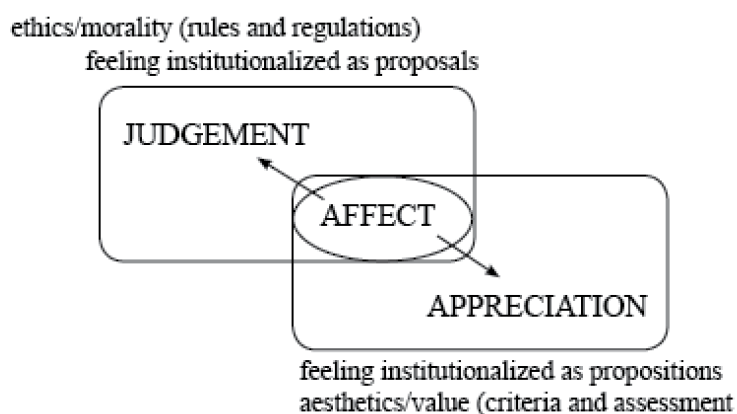 ethics/morality (rules and regulations)
feeling institutionalized as proposals
JUDGEMENT
AFFECT
APPRECIATION
feeling institutionalized as propositions
aesthetics/value (criteria and assessment